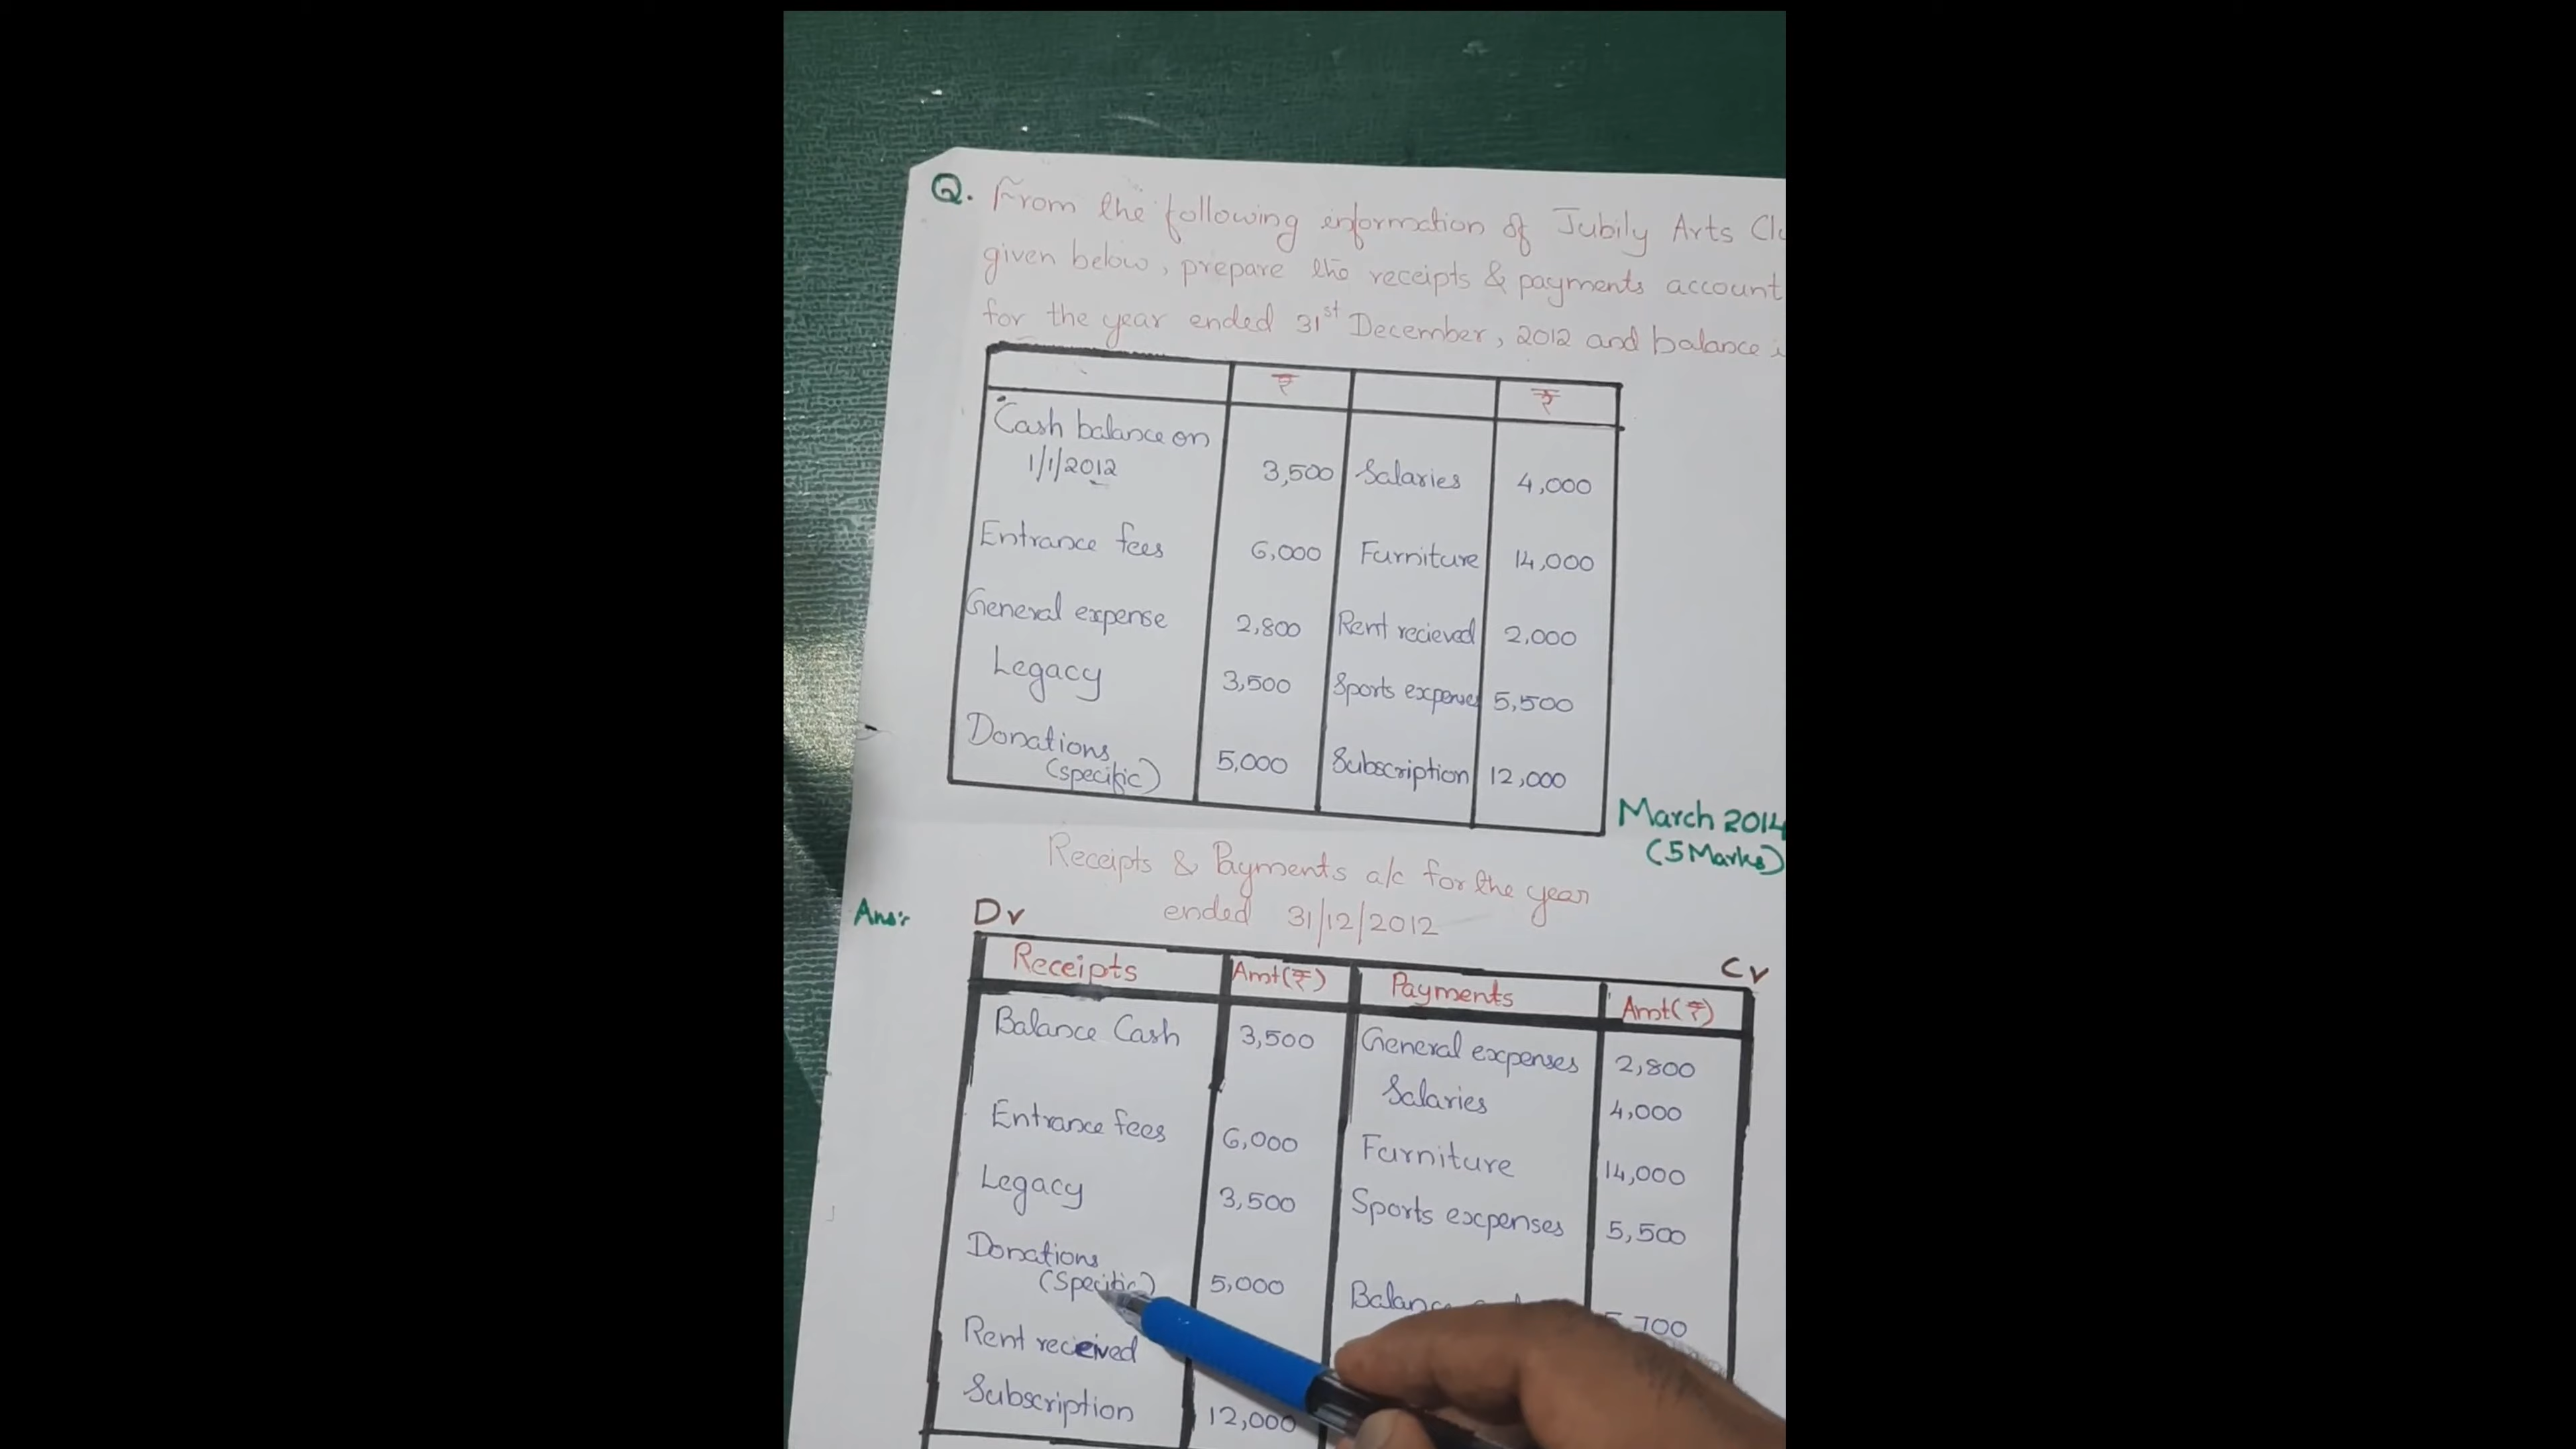 Q. From the following information of Jubily Arts
given below, prepare the receipts & payments account
for the year ended 31st December, 2012 and balance
₹ ₹
Cash balance on
1/1/2012 3,500 Salaries 4,000
Entrance fees 6,000 Furniture 14,000
General expense 2,800 Rent recieved 2,000
Legacy 3,500 Sports expenses 5,500
Donations
(specific) 5,000 Subscription 12,000
March 2014
(5 Marks)
Receipts & Payments a/c for the year
ended 31/12/2012
Ans:- Dr Cr
Receipts Amt(₹) Payments Amt(₹)
Balance Cash 3,500 General expenses 2,800
Salaries 4,000
Entrance fees 6,000 Furniture 14,000
Legacy 3,500 Sports expenses 5,500
Donations
(Specific) 5,000
Rent received
Subscription 12,000